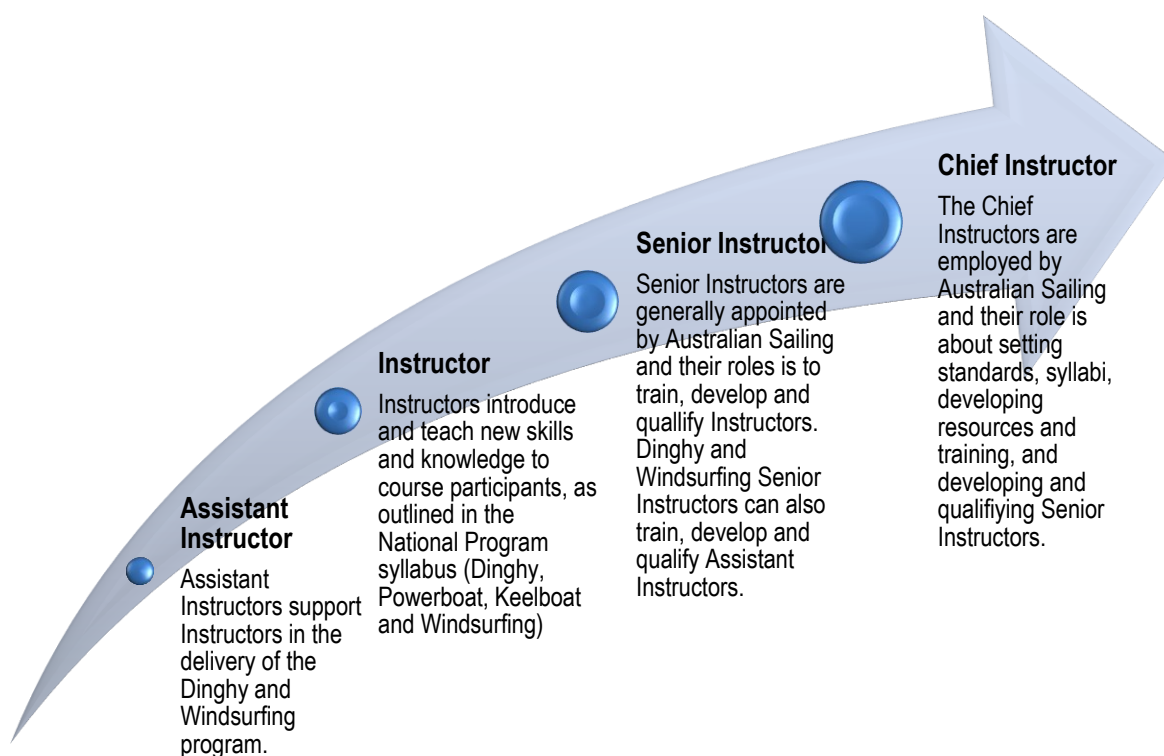 Assistant
Instructor
Assistant
Instructors support
Instructors in the
delivery of the
Dinghy and
Windsurfing
program.
Instructor
Instructors introduce
and teach new skills
and knowledge to
course participants, as
outlined in the
National Program
syllabus (Dinghy,
Powerboat, Keelboat
and Windsurfing)
Senior Instructor
Senior Instructors are
generally appointed
by Australian Sailing
and their roles is to
train, develop and
quallify Instructors.
Dinghy and
Windsurfing Senior
Instructors can also
train, develop and
qualify Assistant
Instructors.
Chief Instructor
The Chief
Instructors are
employed by
Australian Sailing
and their role is
about setting
standards, syllabi,
developing
resources and
training, and
developing and
qualifiying Senior
Instructors.